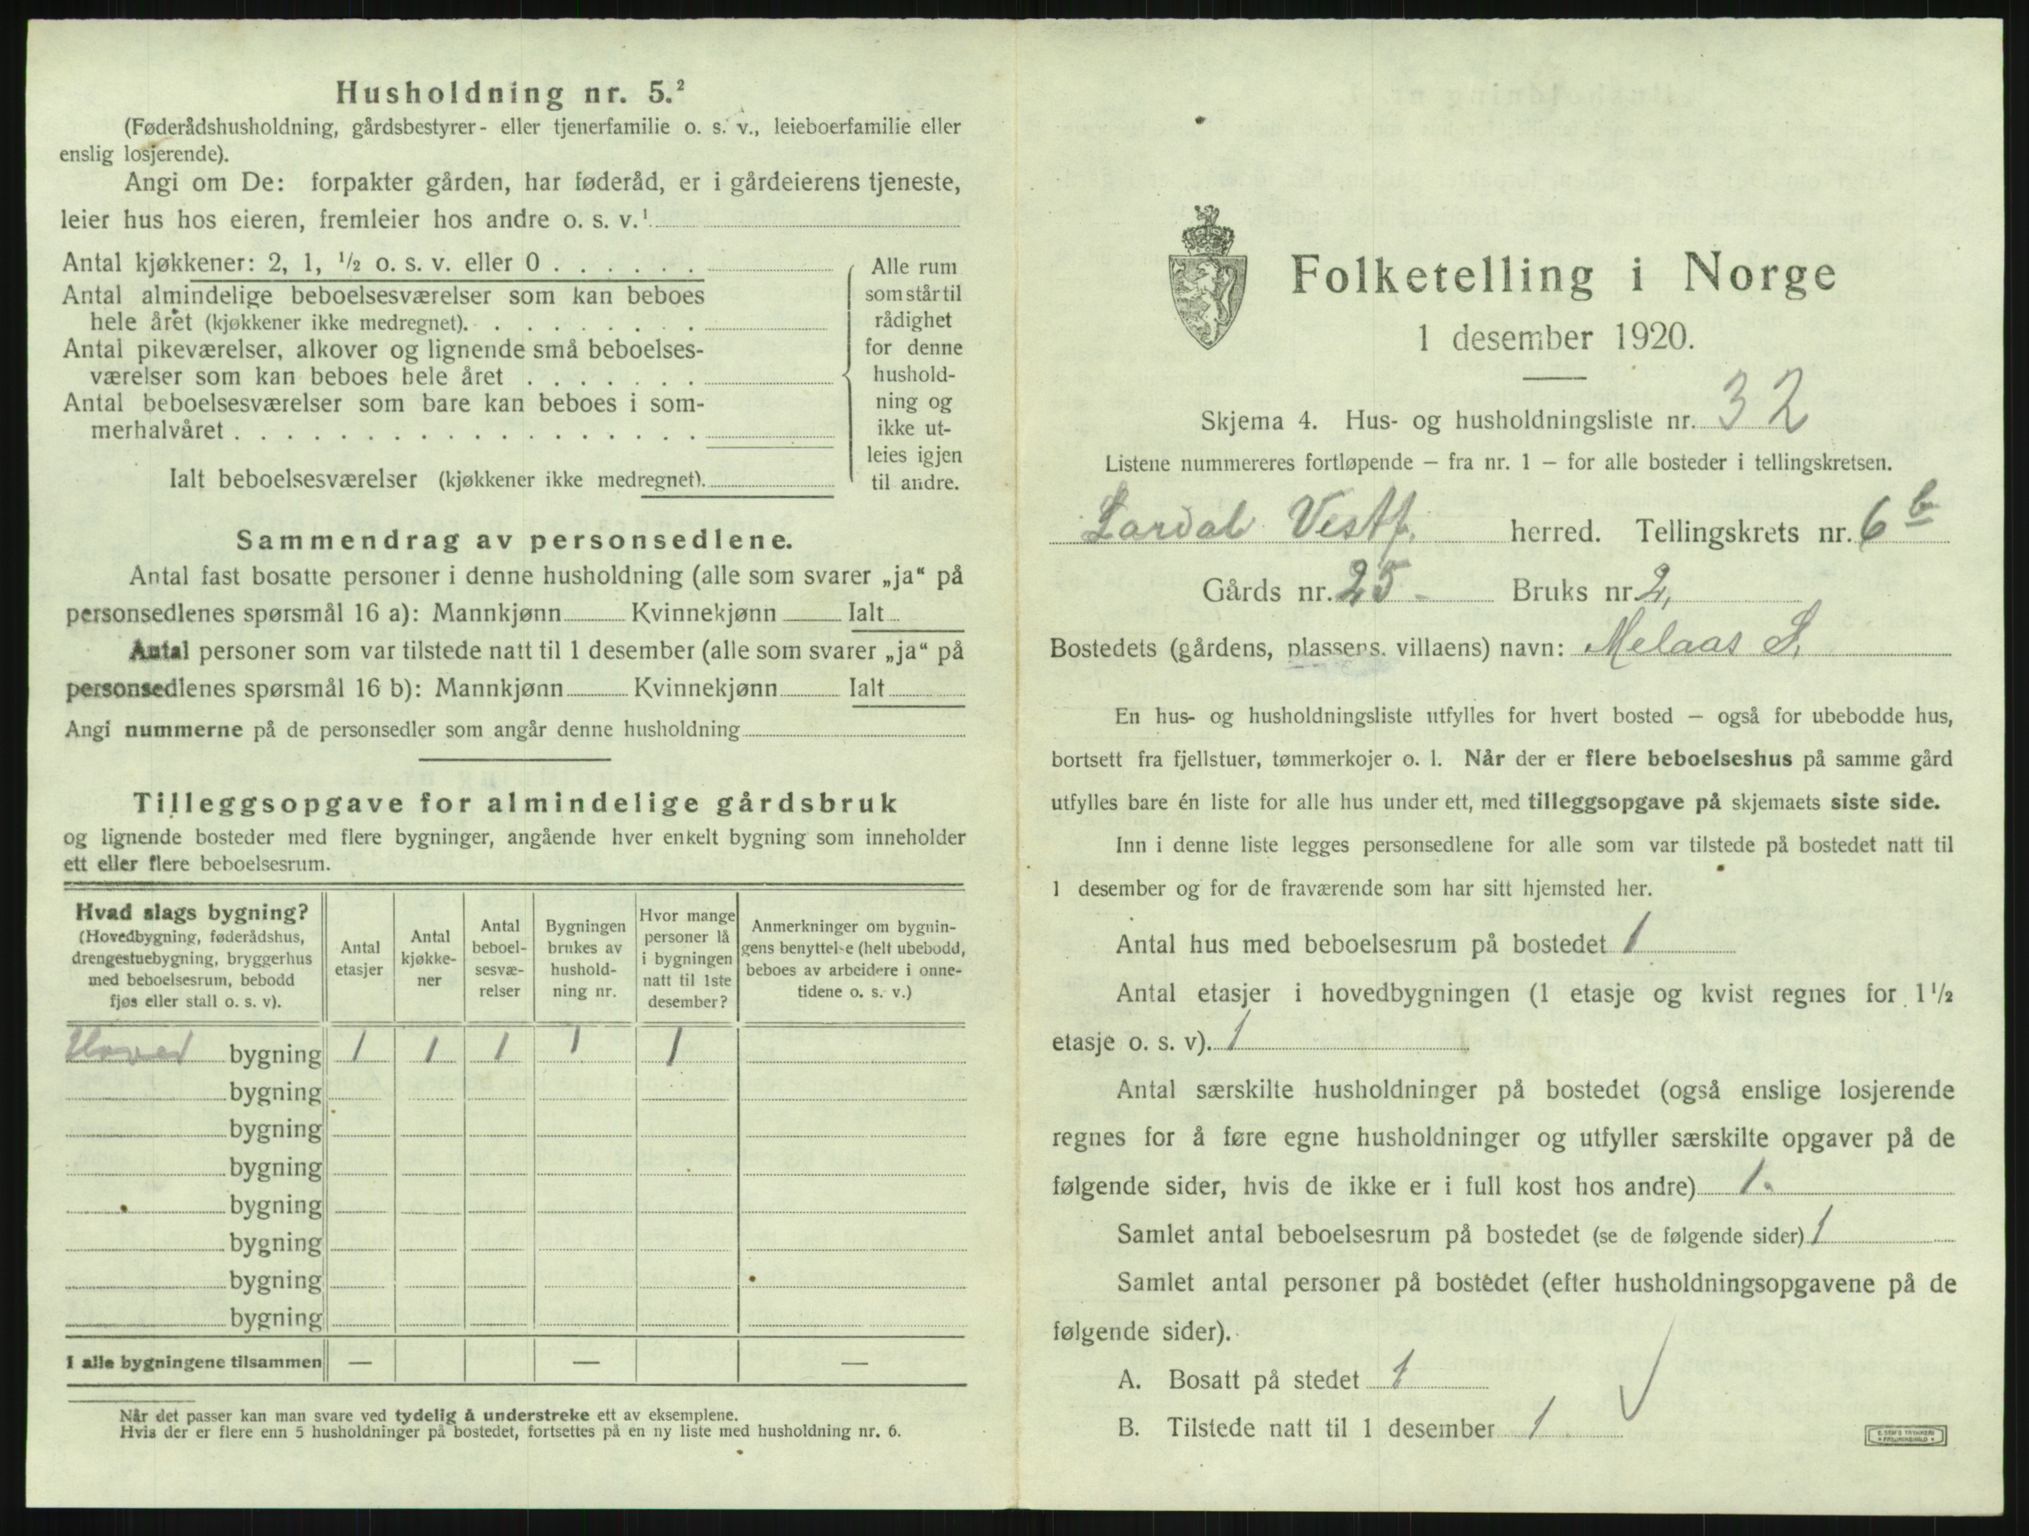 Husholdning nr. 5.²
(Føderådshusholdning, gårdsbestyrer- eller tjenerfamilie o. s. v., leieboerfamilie eller
enslig losjerende).
Angi om De: forpakter gården, har føderåd, er i gårdeierens tjeneste,
leier hus hos eieren, fremleier hos andre o. s. v.¹
Antal kjøkkener: 2, 1, ½ o. s. v. eller 0 . . . . . .
Antal almindelige beboelsesværelser som kan beboes
hele året (kjøkkener ikke medregnet). . . . . . . . .
Antal pikeværelser, alkover og lignende små beboelses-
værelser som kan beboes hele året . . . . . . .
Antal beboelsesværelser som bare kan beboes i som-
merhalvåret . . . . . . . . . . . . . . . . . .
Ialt beboelsesværelser (kjøkkener ikke medregnet).
Alle rum
som står til
rådighet
for denne
hushold-
ning og
ikke ut-
leies igjen
til andre.
Sammendrag av personsedlene.
Antal fast bosatte personer i denne husholdning (alle som svarer „ja“ på
personsedlenes spørsmål 16 a): Mannkjønn Kvinnekjønn Ialt
Antal personer som var tilstede natt til 1 desember (alle som svarer „ja“ på
personsedlenes spørsmål 16 b): Mannkjønn Kvinnekjønn Ialt
Angi nummerne på de personsedler som angår denne husholdning
Tilleggsopgave for almindelige gårdsbruk
og lignende bosteder med flere bygninger, angående hver enkelt bygning som inneholder
ett eller flere beboelsesrum.
Hvad slags bygning?
(Hovedbygning, føderådshus,
drengestuebygning, bryggerhus
med beboelsesrum, bebodd
fjøs eller stall o. s. v).
Antal
etasjer
Antal
kjøkke-
ner
Antal
beboel-
sesvæ-
relser
Bygningen
brukes av
hushold-
ning nr.
Hvor mange
personer lå
i bygningen
natt til 1ste
desember?
Anmerkninger om bygnin-
gens benyttelse (helt ubebodd,
beboes av arbeidere i onne-
tidene o. s. v.)
Hoved bygning 1 1 1 1 1
bygning
bygning
bygning
bygning
bygning
bygning
bygning
I alle bygningene tilsammen — — —
Når det passer kan man svare ved tydelig å understreke ett av eksemplene.
Hvis der er flere enn 5 husholdninger på bostedet, fortsettes på en ny liste med husholdning nr. 6.
Folketelling i Norge
1 desember 1920.
Skjema 4. Hus- og husholdningsliste nr. 32
Listene nummereres fortløpende – fra nr. 1 – for alle bosteder i tellingskretsen.
Lardal Vestf. herred. Tellingskrets nr. 6 b
Gårds nr. 25 Bruks nr. 2,
Bostedets (gårdens, plassens, villaens) navn: Melaas S.
En hus- og husholdningsliste utfylles for hvert bosted – også for ubebodde hus,
bortsett fra fjellstuer, tømmerkojer o. l. Når der er flere beboelseshus på samme gård
utfylles bare én liste for alle hus under ett, med tilleggsopgave på skjemaets siste side.
Inn i denne liste legges personsedlene for alle som var tilstede på bostedet natt til
1 desember og for de fraværende som har sitt hjemsted her.
Antal hus med beboelsesrum på bostedet 1
Antal etasjer i hovedbygningen (1 etasje og kvist regnes for 1½
etasje o. s. v). 1
Antal særskilte husholdninger på bostedet (også enslige losjerende
regnes for å føre egne husholdninger og utfyller særskilte opgaver på de
følgende sider, hvis de ikke er i full kost hos andre) 1.
Samlet antal beboelsesrum på bostedet (se de følgende sider) 1
Samlet antal personer på bostedet (efter husholdningsopgavene på de
følgende sider).
A. Bosatt på stedet 1
B. Tilstede natt til 1 desember 1